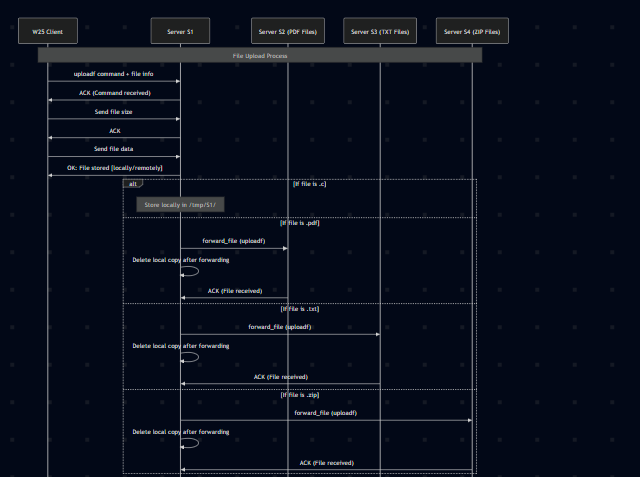 W25 Client
Server S1
Server S2 (PDF Files)
Server S3 (TXT Files)
Server S4 (ZIP Files)
File Upload Process
uploadf command + file info
ACK (Command received)
Send file size
ACK
Send file data
OK: File stored [locally/remotely]
alt
[If file is .c]
Store locally in /tmp/S1/
[If file is .pdf]
forward_file (uploadf)
Delete local copy after forwarding
ACK (File received)
[If file is .txt]
forward_file (uploadf)
Delete local copy after forwarding
ACK (File received)
[If file is .zip]
forward_file (uploadf)
Delete local copy after forwarding
ACK (File received)